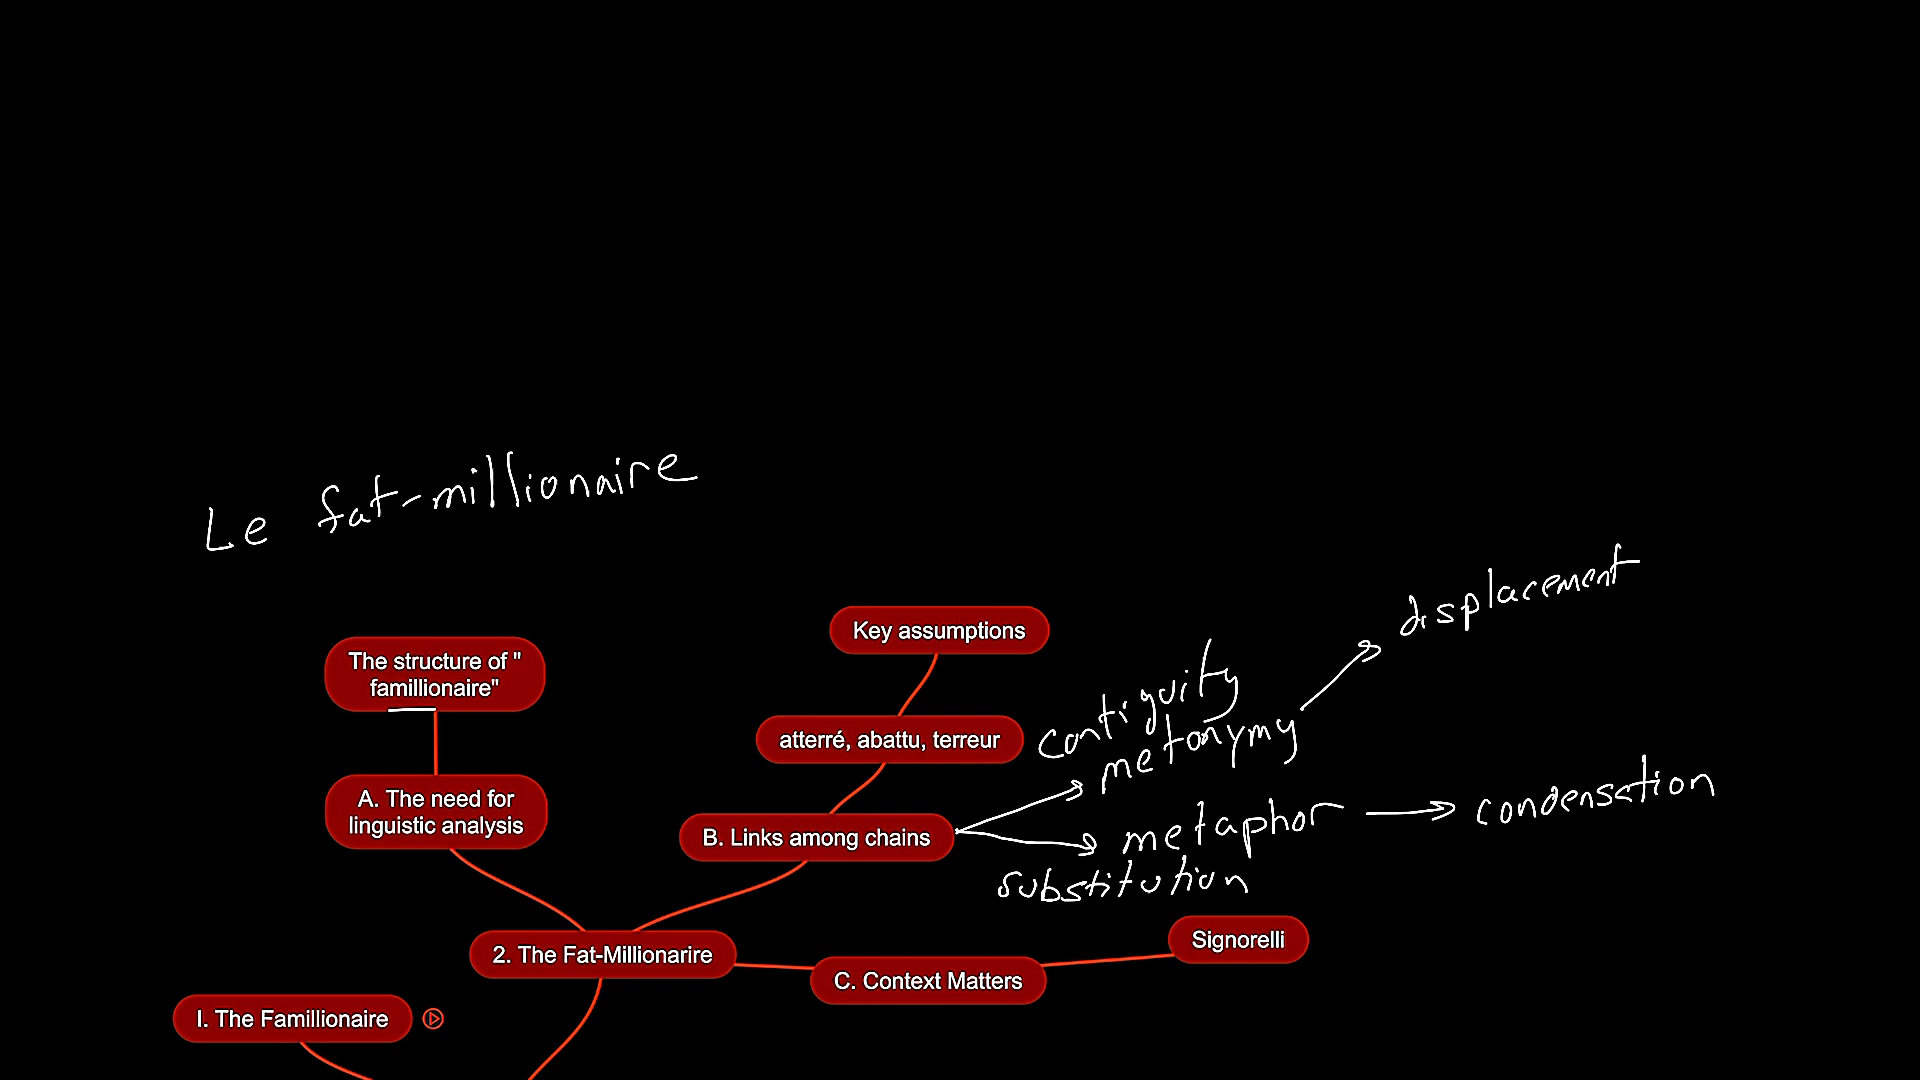 Le fat-millionaire
displacement
Key assumptions
The structure of "
famillionaire"
contiguity
metonymy
atterré, abattu, terreur
A. The need for
linguistic analysis
B. Links among chains
metaphor
condensation
substitution
2. The Fat-Millionarire
Signorelli
C. Context Matters
I. The Famillionaire